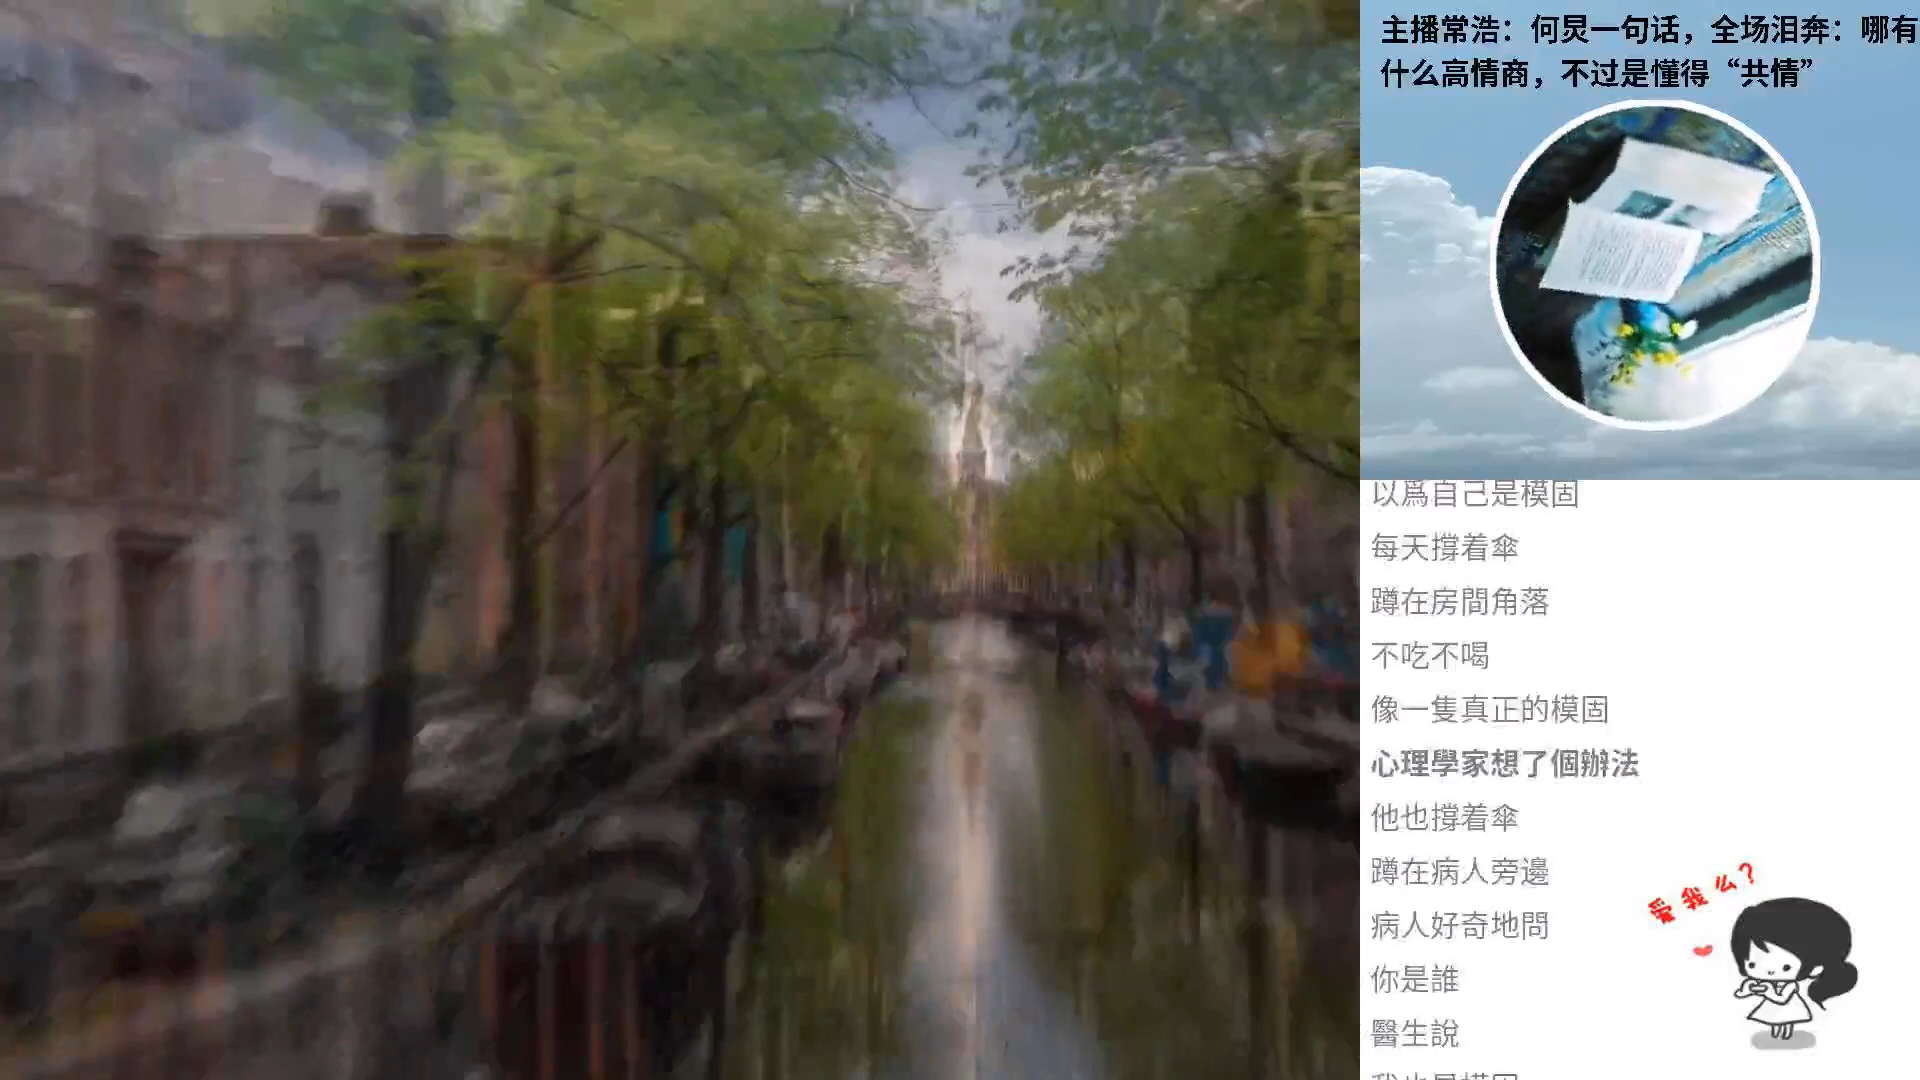 主播常浩：何炅一句话，全场泪奔：哪有
什么高情商，不过是懂得“共情”
以爲自己是模固
每天撐着傘
蹲在房間角落
不吃不喝
像一隻真正的模固
心理學家想了個辦法
他也撐着傘
蹲在病人旁邊
病人好奇地問
你是誰
醫生說
爱我么？